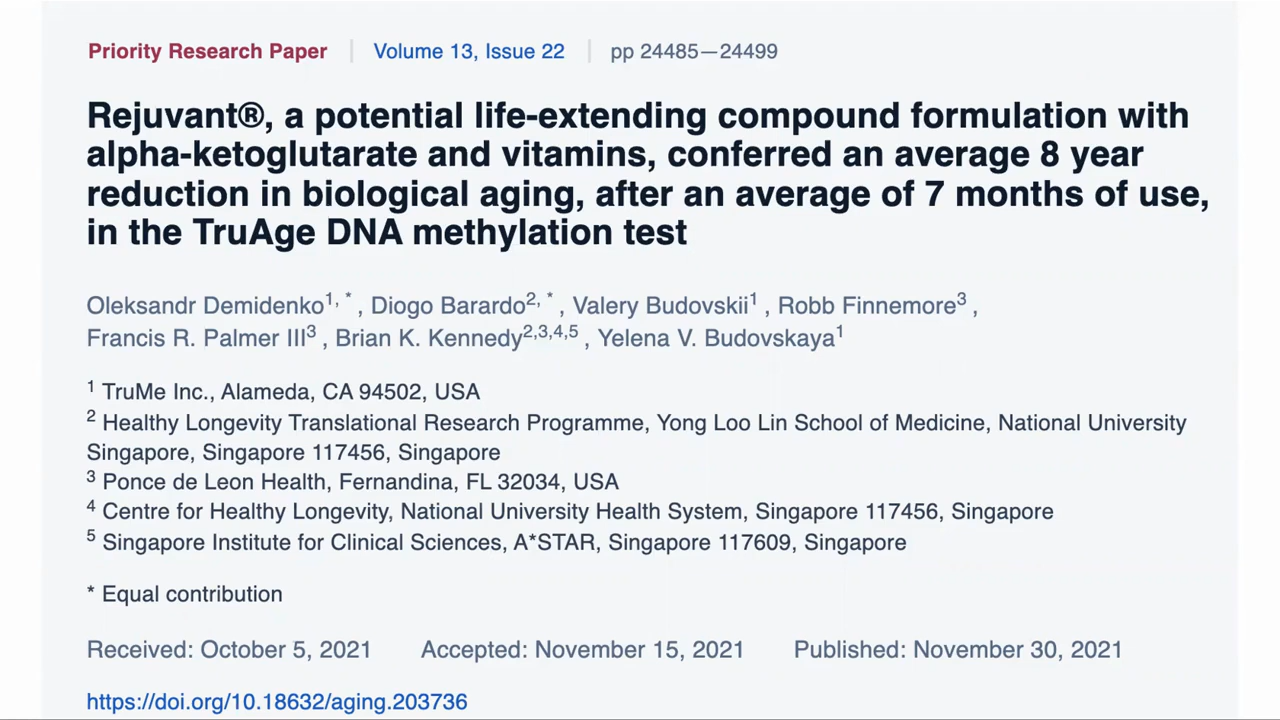 Priority Research Paper | Volume 13, Issue 22 | pp 24485—24499
Rejuvant®, a potential life-extending compound formulation with
alpha-ketoglutarate and vitamins, conferred an average 8 year
reduction in biological aging, after an average of 7 months of use,
in the TruAge DNA methylation test
Oleksandr Demidenko1, * , Diogo Barardo2, * , Valery Budovskii1 , Robb Finnemore3 ,
Francis R. Palmer III3 , Brian K. Kennedy2,3,4,5 , Yelena V. Budovskaya1
1 TruMe Inc., Alameda, CA 94502, USA
2 Healthy Longevity Translational Research Programme, Yong Loo Lin School of Medicine, National University
Singapore, Singapore 117456, Singapore
3 Ponce de Leon Health, Fernandina, FL 32034, USA
4 Centre for Healthy Longevity, National University Health System, Singapore 117456, Singapore
5 Singapore Institute for Clinical Sciences, A*STAR, Singapore 117609, Singapore
* Equal contribution
Received: October 5, 2021 Accepted: November 15, 2021 Published: November 30, 2021
https://doi.org/10.18632/aging.203736